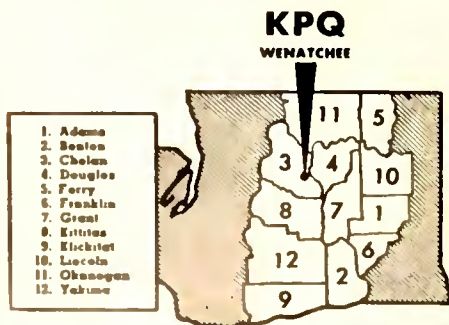 KPQ
WENATCHEE
1. Adams
2. Benton
3. Chelan
4. Douglas
5. Ferry
6. Franklin
7. Grant
8. Kittitas
9. Klickitat
10. Lincoln
11. Okanogan
12. Yakima
11
5
3
4
10
8
7
1
12
6
2
9